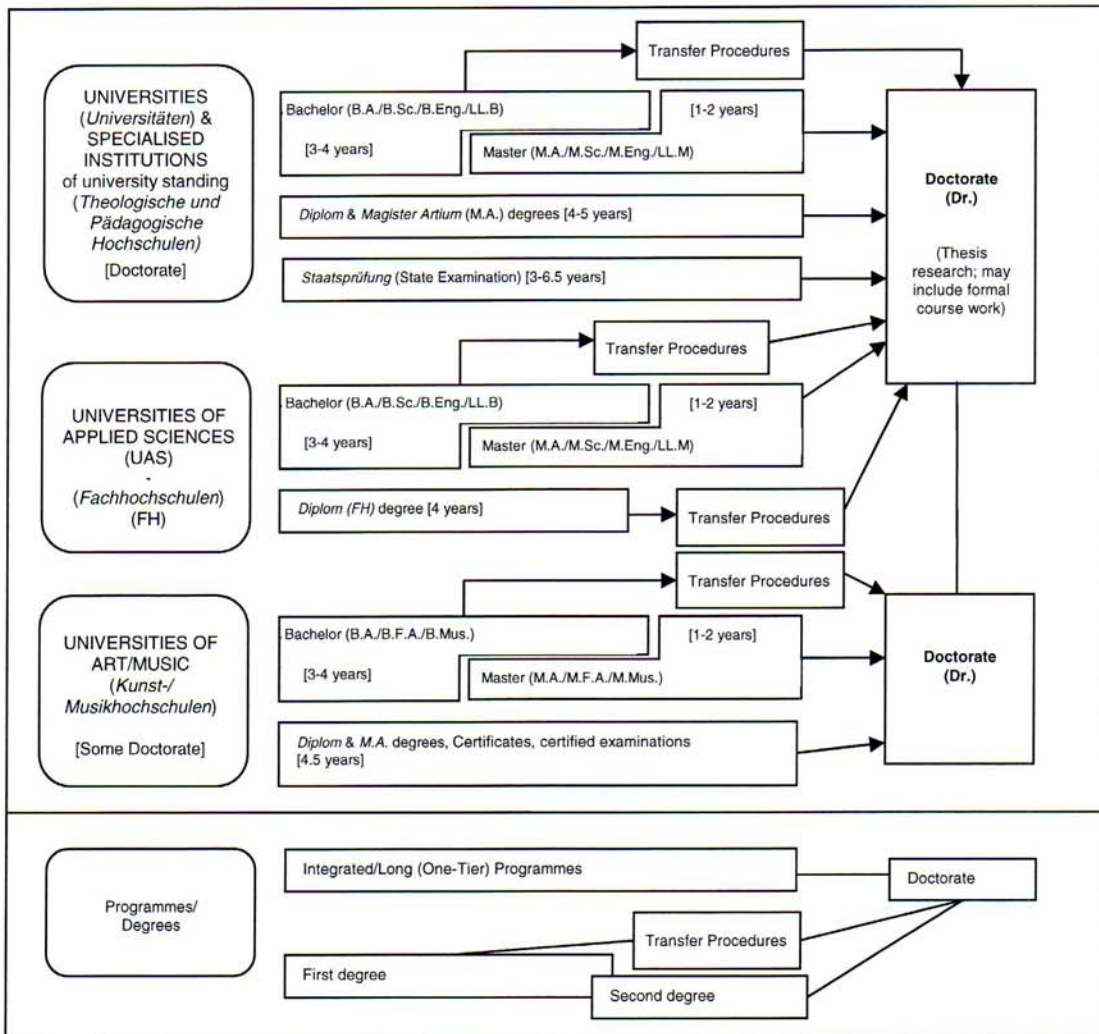 Transfer Procedures
UNIVERSITIES
(Universitäten) &
SPECIALISED
INSTITUTIONS
of university standing
(Theologische und
Pädagogische
Hochschulen)
[Doctorate]
Bachelor (B.A./B.Sc./B.Eng./LL.B)
[1-2 years]
[3-4 years]
Master (M.A./M.Sc./M.Eng./LL.M)
Diplom & Magister Artium (M.A.) degrees [4-5 years]
Staatsprüfung (State Examination) [3-6.5 years]
Doctorate
(Dr.)
(Thesis
research; may
include formal
course work)
Transfer Procedures
UNIVERSITIES OF
APPLIED SCIENCES
(UAS)
-
(Fachhochschulen)
(FH)
Bachelor (B.A./B.Sc./B.Eng./LL.B)
[1-2 years]
[3-4 years]
Master (M.A./M.Sc./M.Eng./LL.M)
Diplom (FH) degree [4 years]
Transfer Procedures
Transfer Procedures
UNIVERSITIES OF
ART/MUSIC
(Kunst-/
Musikhochschulen)
[Some Doctorate]
Bachelor (B.A./B.F.A./B.Mus.)
[1-2 years]
[3-4 years]
Master (M.A./M.F.A./M.Mus.)
Diplom & M.A. degrees, Certificates, certified examinations
[4.5 years]
Doctorate
(Dr.)
Programmes/
Degrees
Integrated/Long (One-Tier) Programmes
Doctorate
Transfer Procedures
First degree
Second degree